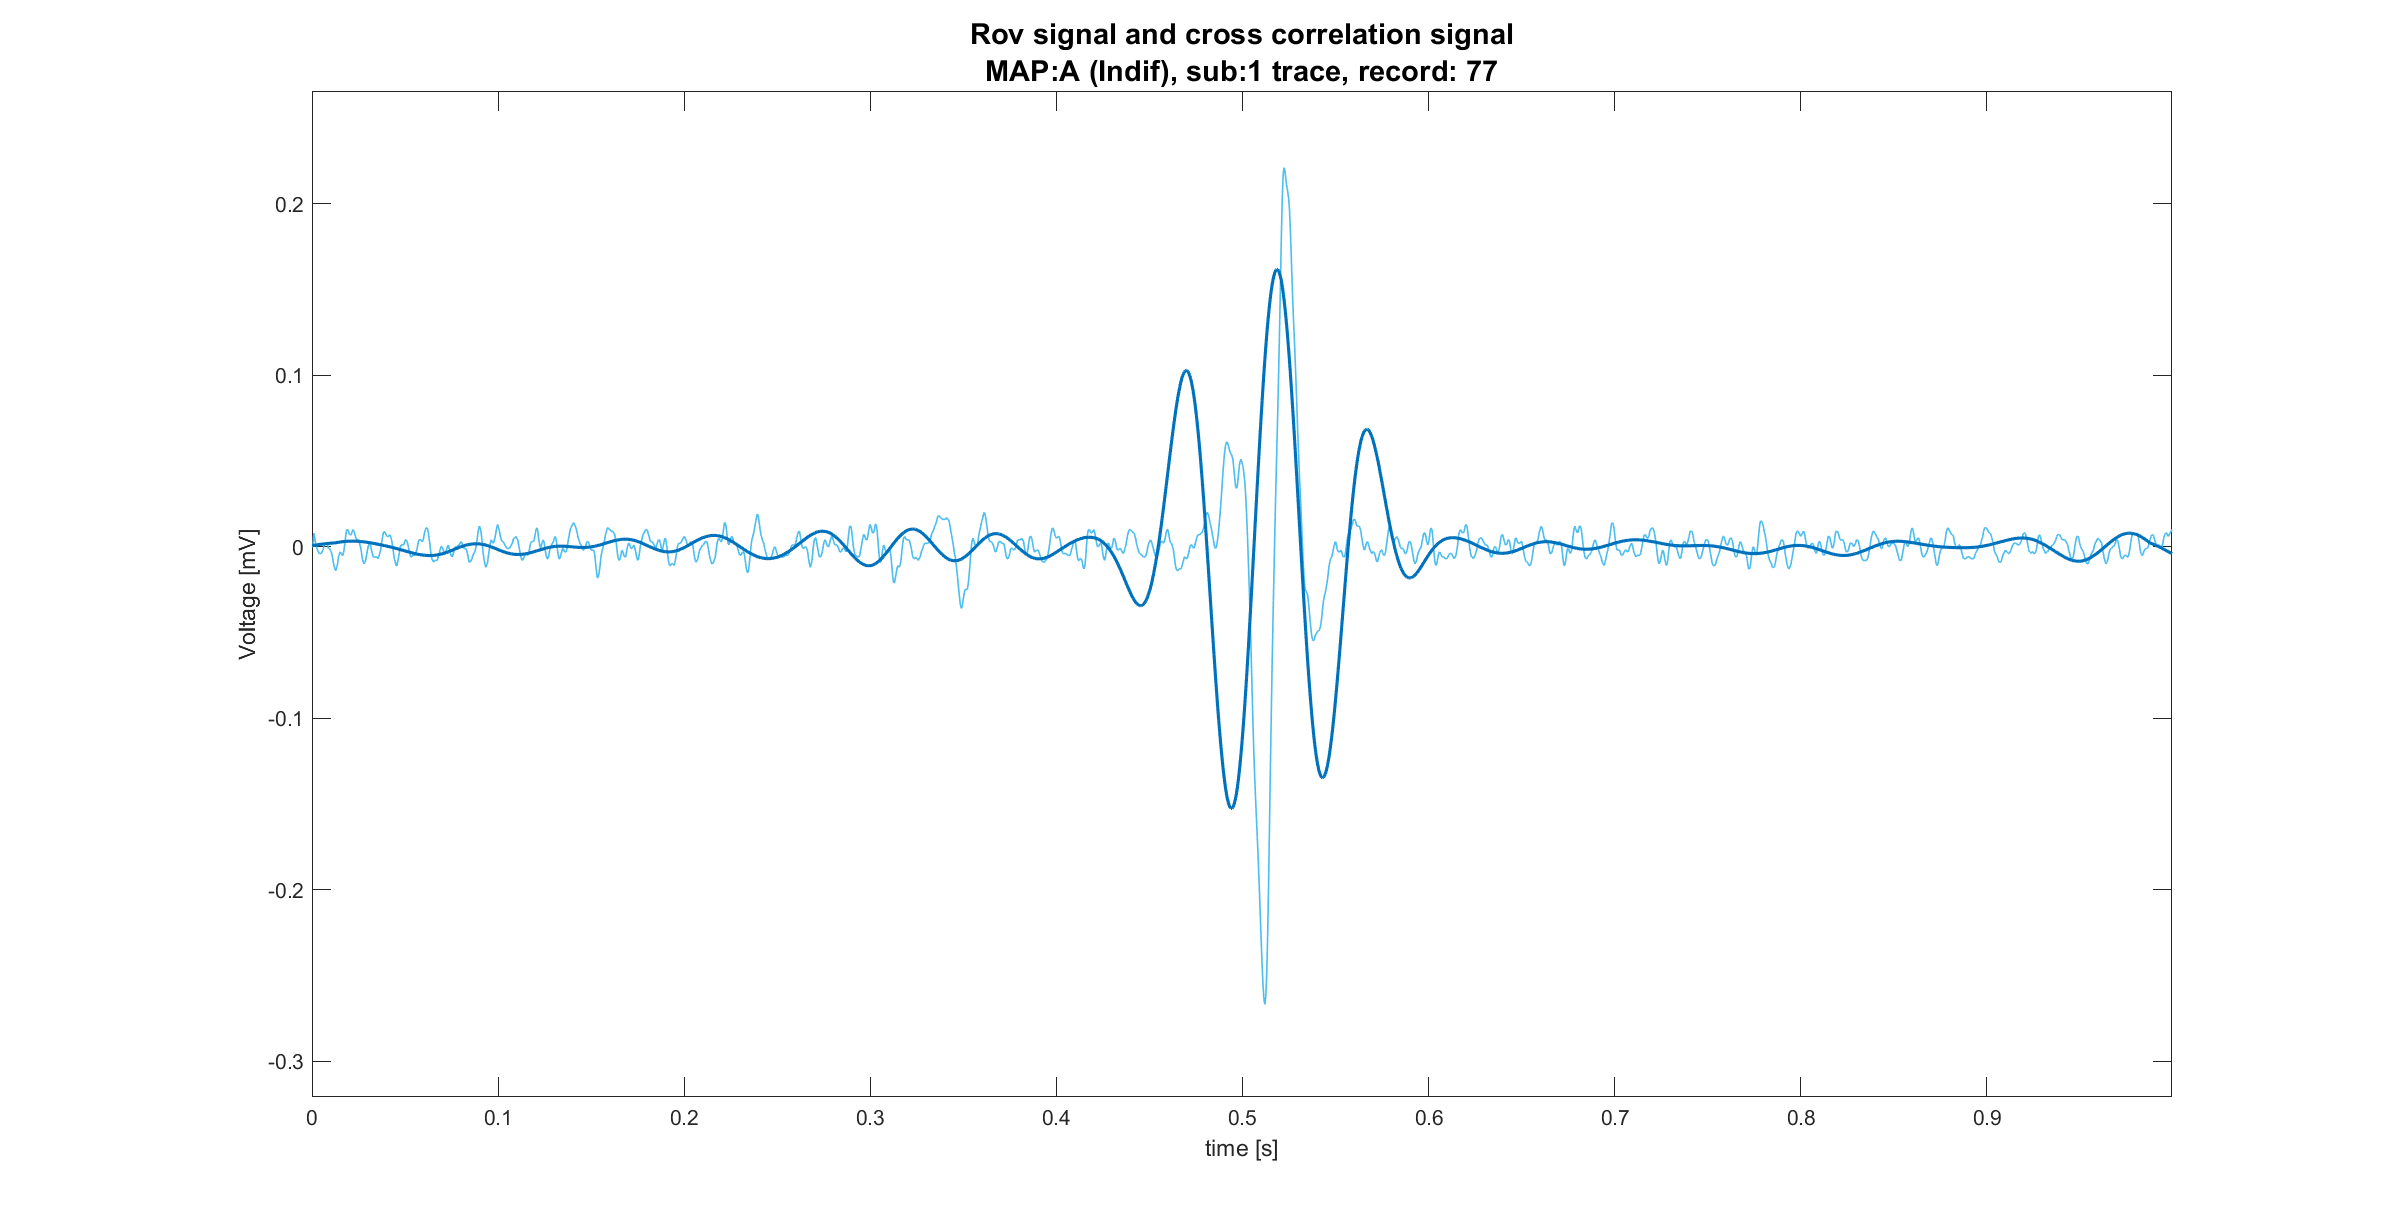 Rov signal and cross correlation signal
MAP:A (Indif), sub:1 trace, record: 77
0.2
0.1
0
-0.1
-0.2
-0.3
Voltage [mV]
0 0.1 0.2 0.3 0.4 0.5 0.6 0.7 0.8 0.9
time [s]